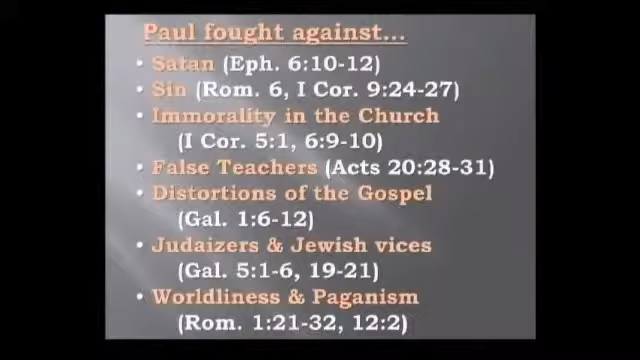 Paul fought against...
• Satan (Eph. 6:10-12)
• Sin (Rom. 6, I Cor. 9:24-27)
• Immorality in the Church
(I Cor. 5:1, 6:9-10)
• False Teachers (Acts 20:28-31)
• Distortions of the Gospel
(Gal. 1:6-12)
• Judaizers & Jewish vices
(Gal. 5:1-6, 19-21)
• Worldliness & Paganism
(Rom. 1:21-32, 12:2)